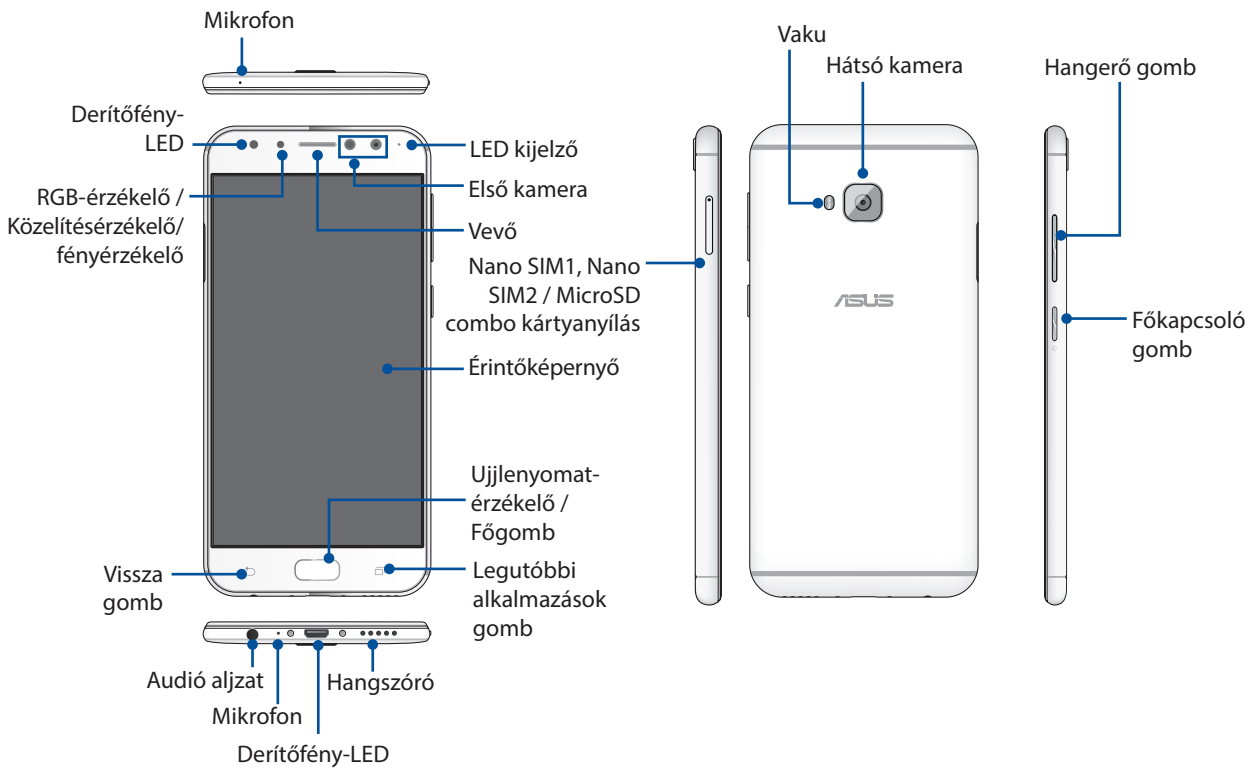 Mikrofon
Derítőfény-
LED
RGB-érzékelő /
Közelítésérzékelő/
fényérzékelő
LED kijelző
Első kamera
Vevő
Nano SIM1, Nano
SIM2 / MicroSD
combo kártyanyílás
Érintőképernyő
Ujjlenyomat-
érzékelő /
Főgomb
Vissza
gomb
Legutóbbi
alkalmazások
gomb
Audió aljzat
Hangszóró
Mikrofon
Derítőfény-LED
Vaku
Hátsó kamera
Hangerő gomb
ASUS
Főkapcsoló
gomb